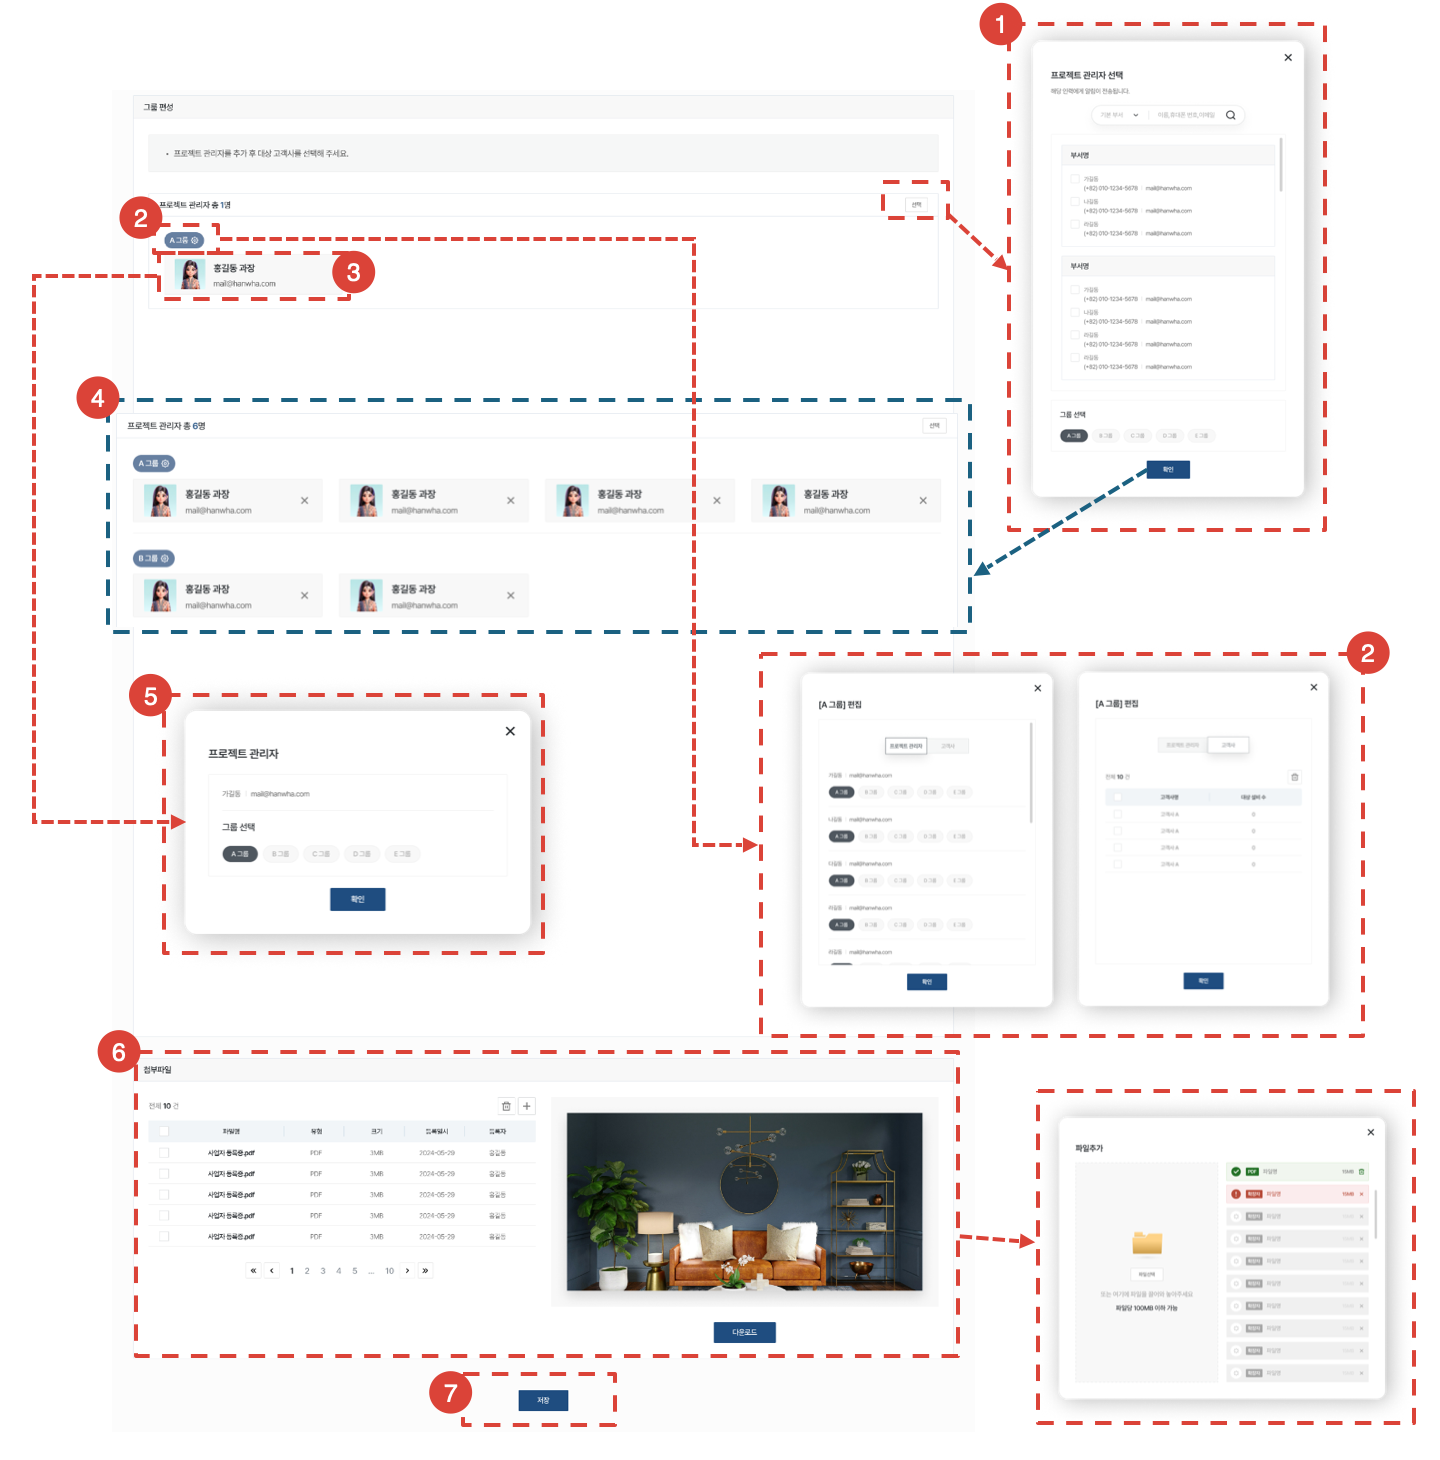 1
프로젝트 관리자 선택
해당 인력에게 알림이 전송됩니다.
기본 부서
이름,휴대폰 번호,이메일
부서명
가길동
(+82) 010-1234-5678 mail@hanwha.com
나길동
(+82) 010-1234-5678 mail@hanwha.com
라길동
(+82) 010-1234-5678 mail@hanwha.com
부서명
가길동
(+82) 010-1234-5678 mail@hanwha.com
나길동
(+82) 010-1234-5678 mail@hanwha.com
라길동
(+82) 010-1234-5678 mail@hanwha.com
라길동
(+82) 010-1234-5678 mail@hanwha.com
그룹 선택
A 그룹 B 그룹 C 그룹 D 그룹 E 그룹
확인
그룹 편성
• 프로젝트 관리자를 추가 후 대상 고객사를 선택해 주세요.
2
프로젝트 관리자 총 1명
선택
A 그룹
3
홍길동 과장
mail@hanwha.com
4
프로젝트 관리자 총 6명
선택
A 그룹
홍길동 과장 홍길동 과장 홍길동 과장 홍길동 과장
mail@hanwha.com mail@hanwha.com mail@hanwha.com mail@hanwha.com
B 그룹
홍길동 과장 홍길동 과장
mail@hanwha.com mail@hanwha.com
5
프로젝트 관리자
가길동 mail@hanwha.com
그룹 선택
A 그룹 B 그룹 C 그룹 D 그룹 E 그룹
확인
2
[A 그룹] 편집
프로젝트 관리자 고객사
가길동 mail@hanwha.com
A 그룹 B 그룹 C 그룹 D 그룹 E 그룹
나길동 mail@hanwha.com
A 그룹 B 그룹 C 그룹 D 그룹 E 그룹
다길동 mail@hanwha.com
A 그룹 B 그룹 C 그룹 D 그룹 E 그룹
라길동 mail@hanwha.com
A 그룹 B 그룹 C 그룹 D 그룹 E 그룹
라길동 mail@hanwha.com
확인
[A 그룹] 편집
프로젝트 관리자 고객사
전체 10 건
고객사명 대상 설비 수
고객사 A 0
고객사 A 0
고객사 A 0
고객사 A 0
확인
6
첨부파일
전체 10 건
파일명 유형 크기 등록일시 등록자
사업자 등록증.pdf PDF 3MB 2024-05-29 홍길동
사업자 등록증.pdf PDF 3MB 2024-05-29 홍길동
사업자 등록증.pdf PDF 3MB 2024-05-29 홍길동
사업자 등록증.pdf PDF 3MB 2024-05-29 홍길동
사업자 등록증.pdf PDF 3MB 2024-05-29 홍길동
« ‹ 1 2 3 4 5 ... 10 › »
다운로드
파일추가
파일선택
또는 여기에 파일을 끌어와 놓아주세요
파일당 100MB 이하 가능
PDF 파일명 15MB
확장자 파일명 15MB
확장자 파일명
확장자 파일명
확장자 파일명
확장자 파일명
확장자 파일명
확장자 파일명
확장자 파일명
확장자 파일명
7
저장